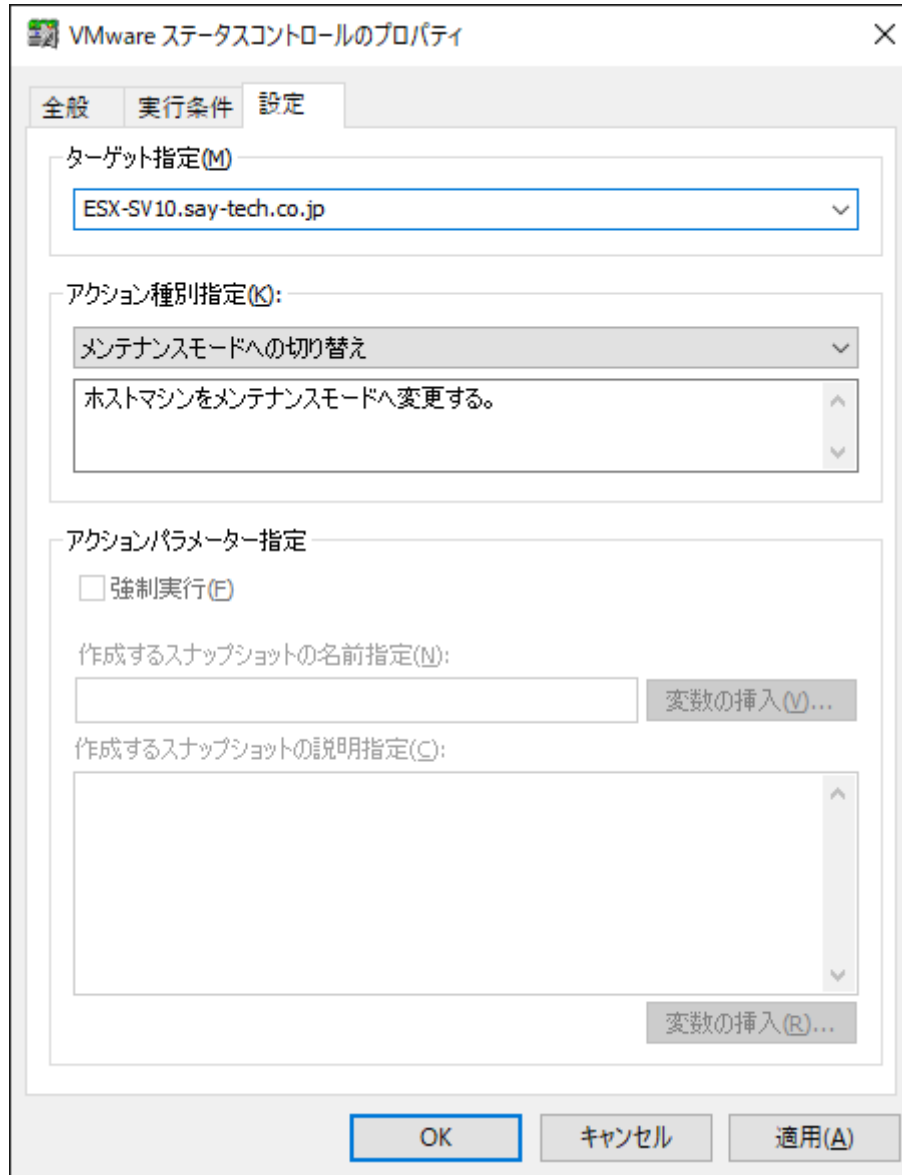 VMware ステータスコントロールのプロパティ
全般 実行条件 設定
ターゲット指定(M)
ESX-SV10.say-tech.co.jp
アクション種別指定(K):
メンテナンスモードへの切り替え
ホストマシンをメンテナンスモードへ変更する。
アクションパラメーター指定
強制実行(F)
作成するスナップショットの名前指定(N):
変数の挿入(V)...
作成するスナップショットの説明指定(C):
変数の挿入(R)...
OK キャンセル 適用(A)